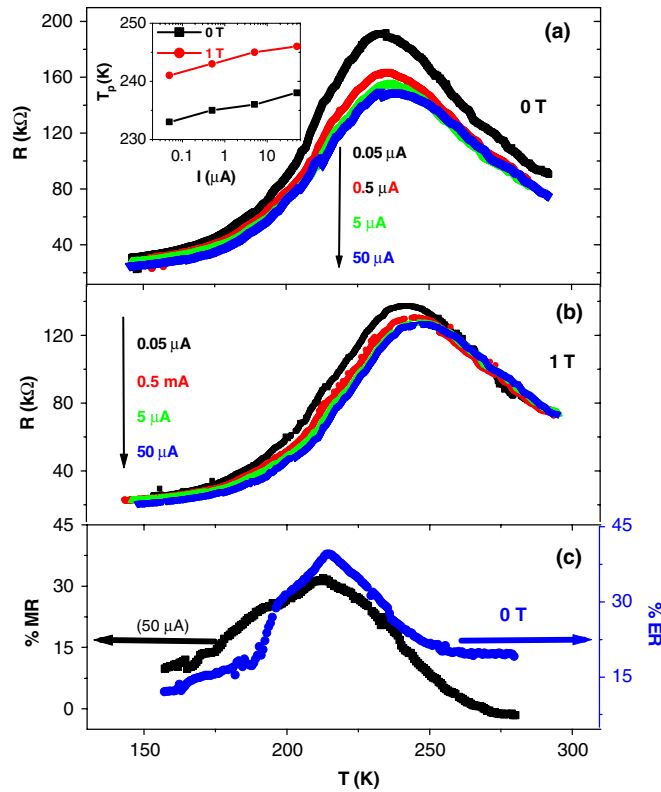 200
160
120
80
40
R (kΩ)
(a)
0 T
250
245
240
235
230
Tp(K)
0 T
1 T
0.1
1
10
I (µA)
0.05 µA
0.5 µA
5 µA
50 µA
120
80
40
R (kΩ)
(b)
1 T
0.05 µA
0.5 mA
5 µA
50 µA
45
30
15
0
% MR
(c)
(50 µA)
0 T
45
30
15
% ER
150
200
250
300
T (K)